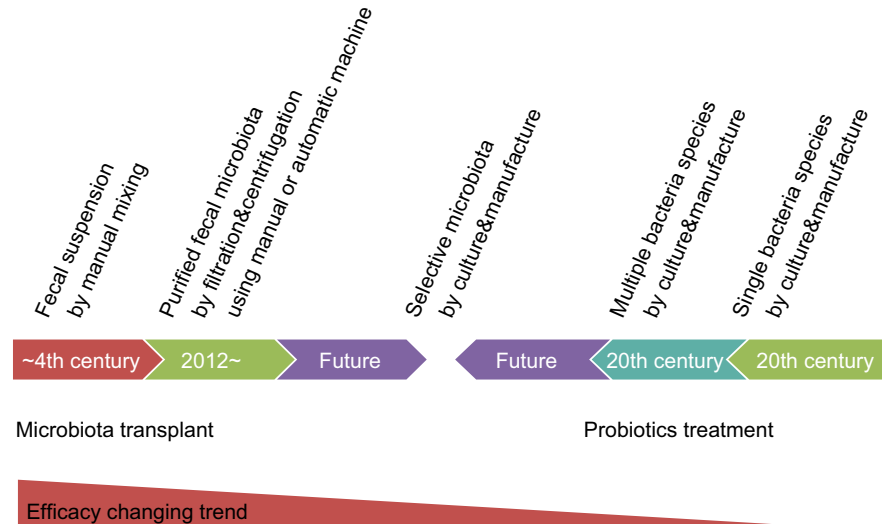 Fecal suspension
by manual mixing
Purified fecal microbiota
by filtration&centrifugation
using manual or automatic machine
Selective microbiota
by culture&manufacture
Multiple bacteria species
by culture&manufacture
Single bacteria species
by culture&manufacture
~4th century
2012~
Future
Future
20th century
20th century
Microbiota transplant
Probiotics treatment
Efficacy changing trend